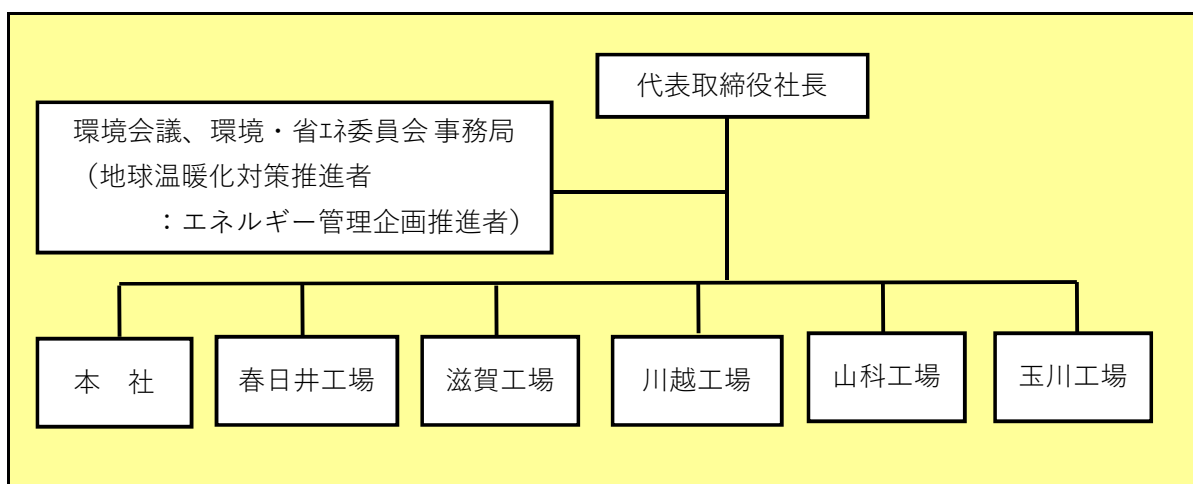 代表取締役社長
環境会議、環境・省ｴﾈ委員会 事務局
（地球温暖化対策推進者
：エネルギー管理企画推進者）
本　社
春日井工場
滋賀工場
川越工場
山科工場
玉川工場